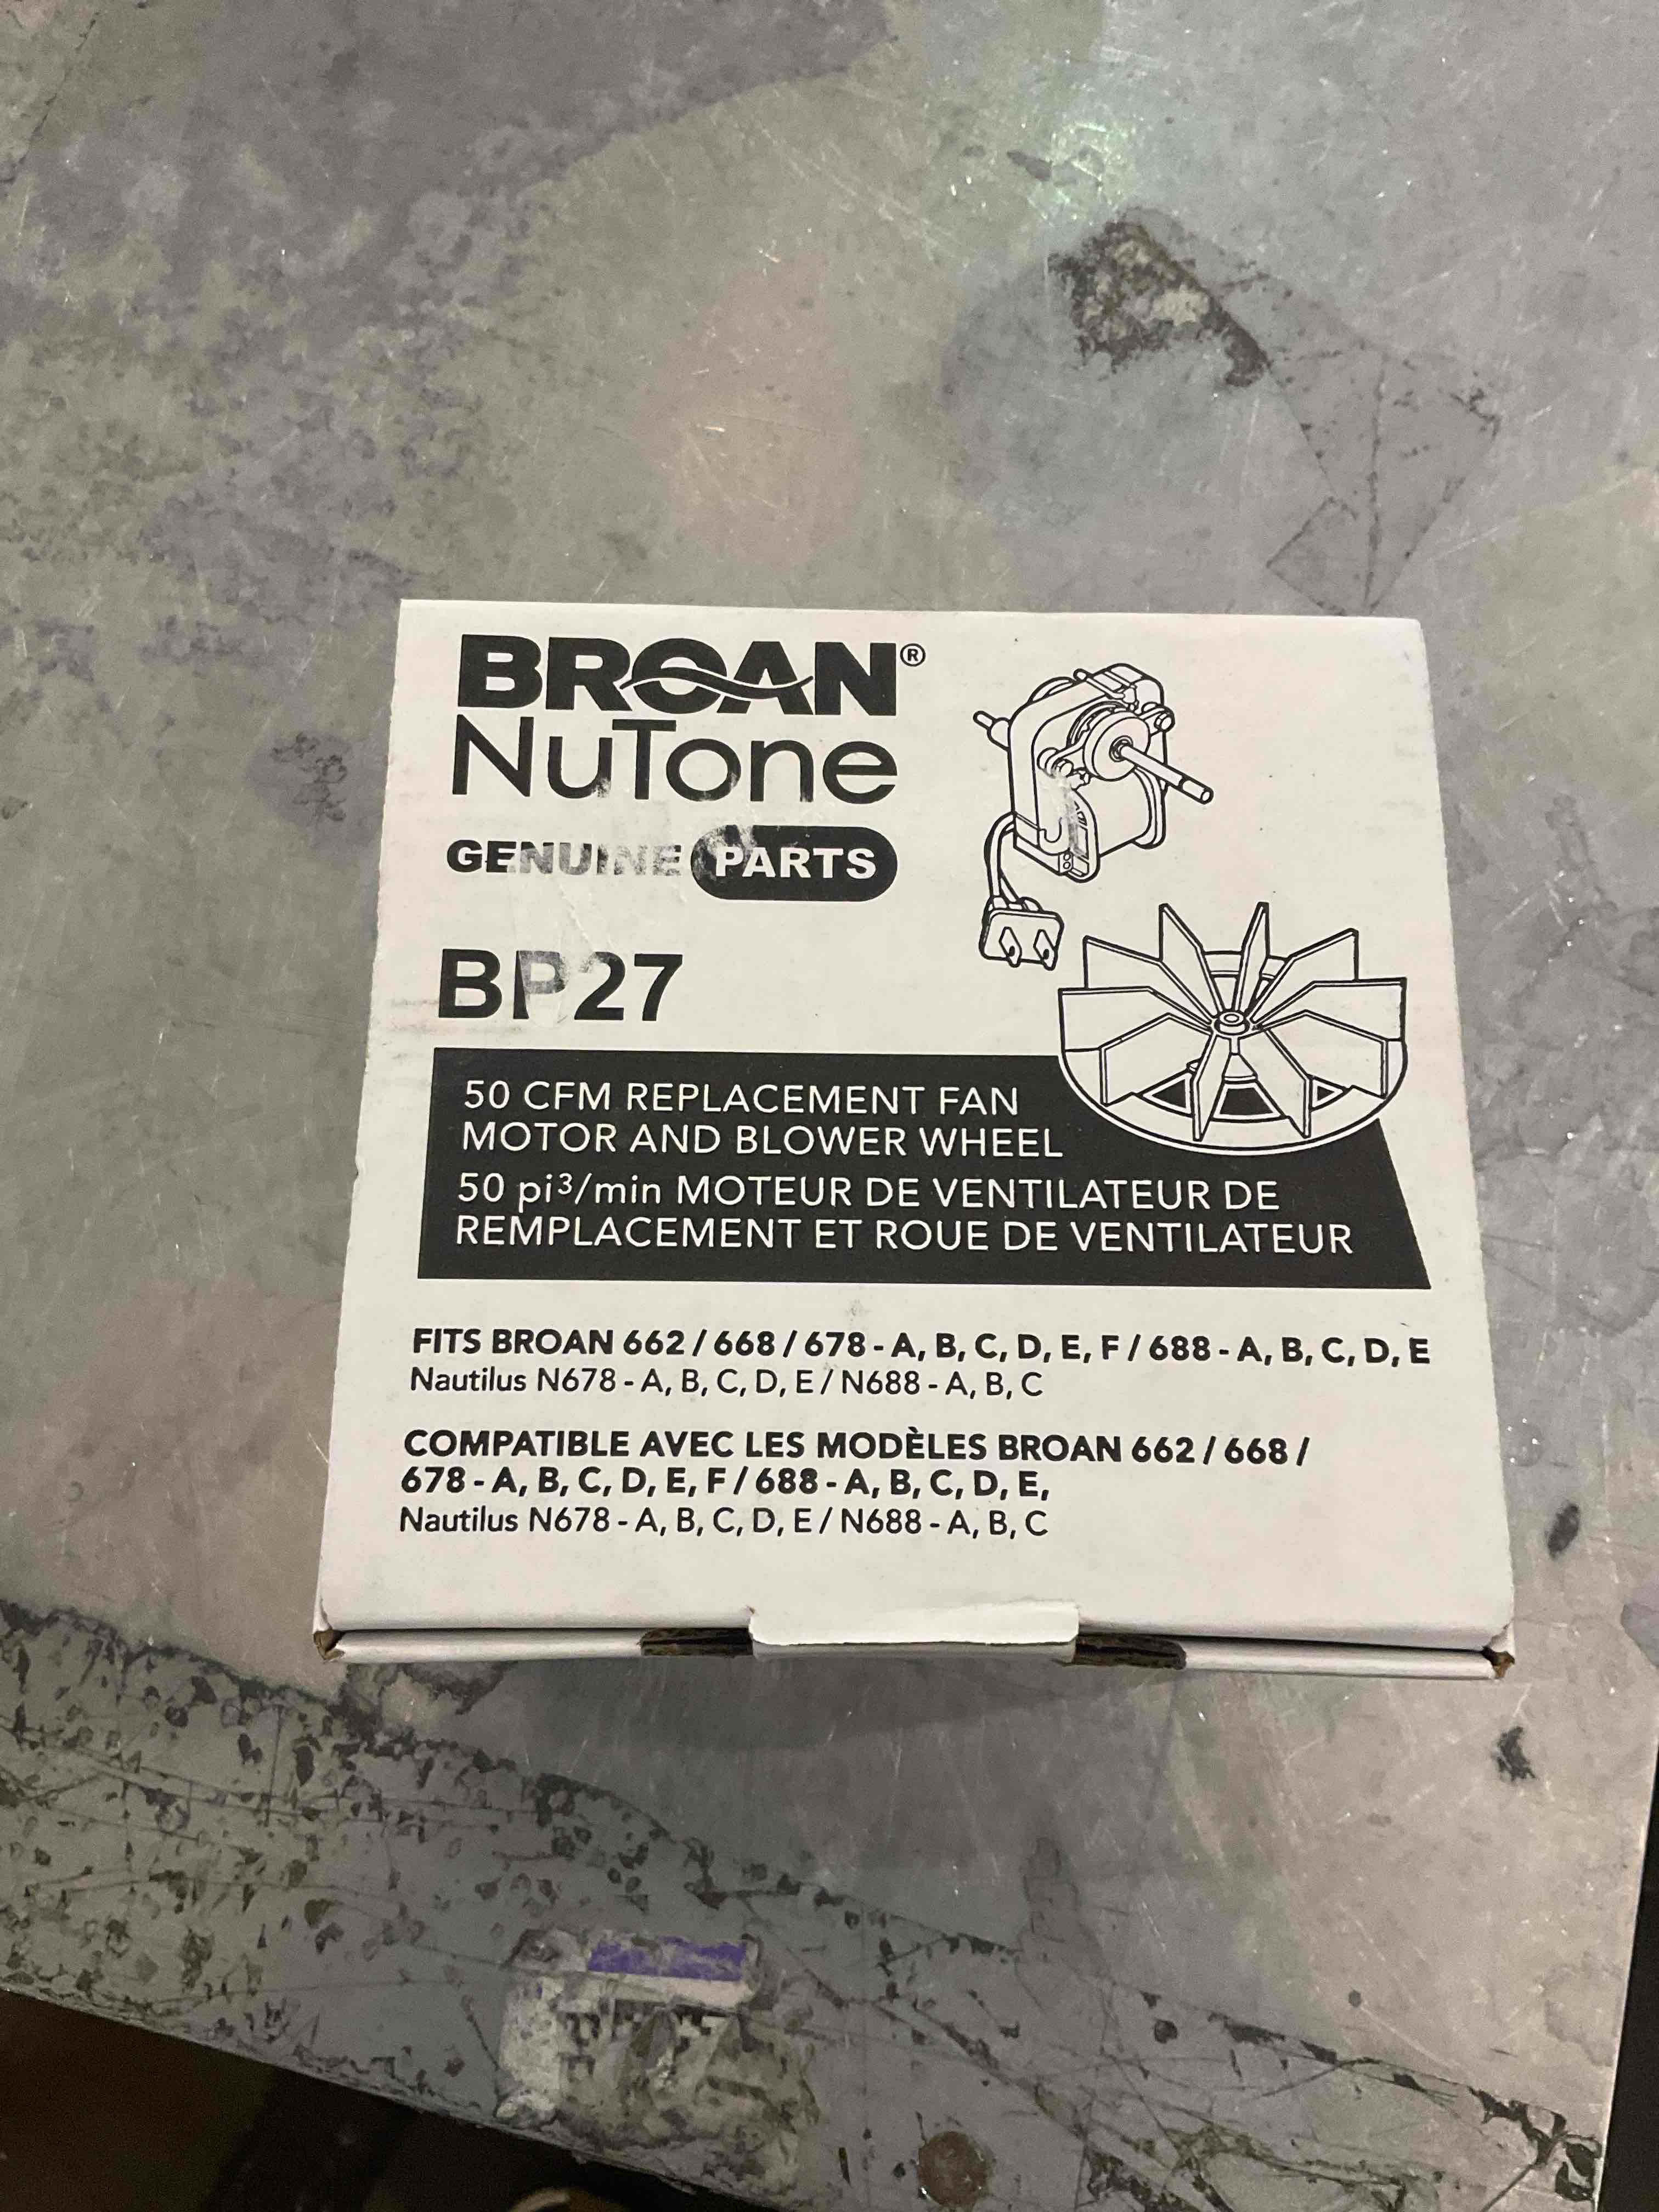 BROAN®
NuTone
GENUINE PARTS
BP27
50 CFM REPLACEMENT FAN
MOTOR AND BLOWER WHEEL
50 pi³/min MOTEUR DE VENTILATEUR DE
REMPLACEMENT ET ROUE DE VENTILATEUR
FITS BROAN 662 / 668 / 678 - A, B, C, D, E, F / 688 - A, B, C, D, E
Nautilus N678 - A, B, C, D, E / N688 - A, B, C
COMPATIBLE AVEC LES MODÈLES BROAN 662 / 668 /
678 - A, B, C, D, E, F / 688 - A, B, C, D, E,
Nautilus N678 - A, B, C, D, E / N688 - A, B, C